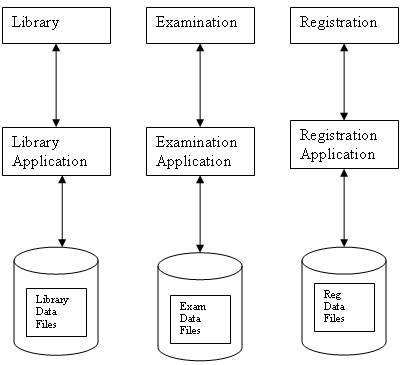 Library
Examination
Registration
Library
Application
Examination
Application
Registration
Application
Library
Data
Files
Exam
Data
Files
Reg
Data
Files